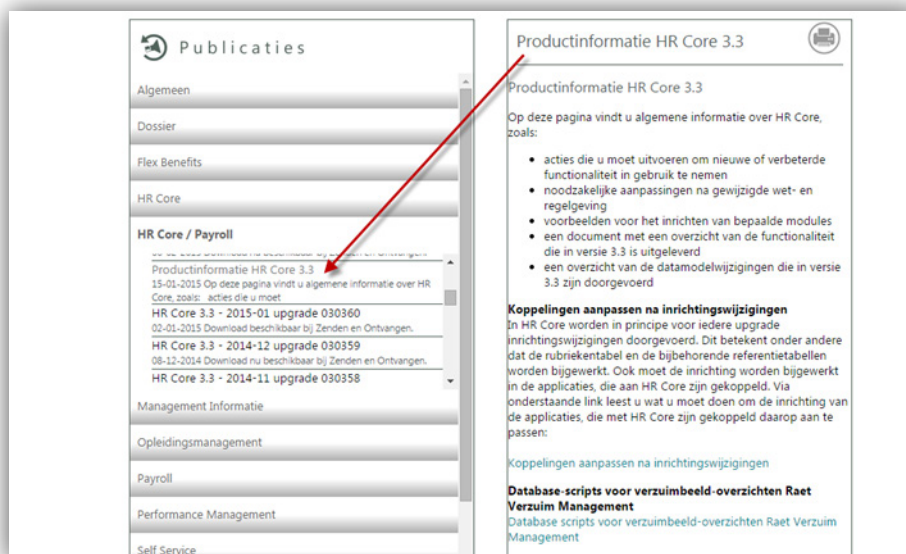 Publicaties
Algemeen
Dossier
Flex Benefits
HR Core
HR Core / Payroll
Download nu beschikbaar bij Zenden en Ontvangen.
Productinformatie HR Core 3.3
15-01-2015 Op deze pagina vindt u algemene informatie over HR
Core, zoals: acties die u moet
HR Core 3.3 - 2015-01 upgrade 030360
02-01-2015 Download beschikbaar bij Zenden en Ontvangen.
HR Core 3.3 - 2014-12 upgrade 030359
08-12-2014 Download nu beschikbaar bij Zenden en Ontvangen.
HR Core 3.3 - 2014-11 upgrade 030358
Management Informatie
Opleidingsmanagement
Payroll
Performance Management
Self Service
Productinformatie HR Core 3.3
Productinformatie HR Core 3.3
Op deze pagina vindt u algemene informatie over HR Core,
zoals:
• acties die u moet uitvoeren om nieuwe of verbeterde
functionaliteit in gebruik te nemen
• noodzakelijke aanpassingen na gewijzigde wet- en
regelgeving
• voorbeelden voor het inrichten van bepaalde modules
• een document met een overzicht van de functionaliteit
die in versie 3.3 is uitgeleverd
• een overzicht van de datamodelwijzigingen die in versie
3.3 zijn doorgevoerd
Koppelingen aanpassen na inrichtingswijzigingen
In HR Core worden in principe voor iedere upgrade
inrichtingswijzigingen doorgevoerd. Dit betekent onder andere
dat de rubriekentabel en de bijbehorende referentietabellen
worden bijgewerkt. Ook moet de inrichting worden bijgewerkt
in de applicaties, die aan HR Core zijn gekoppeld. Via
onderstaande link leest u wat u moet doen om de inrichting van
de applicaties, die met HR Core zijn gekoppeld daarop aan te
passen:
Koppelingen aanpassen na inrichtingswijzigingen
Database-scripts voor verzuimbeeld-overzichten Raet
Verzuim Management
Database scripts voor verzuimbeeld-overzichten Raet Verzuim
Management